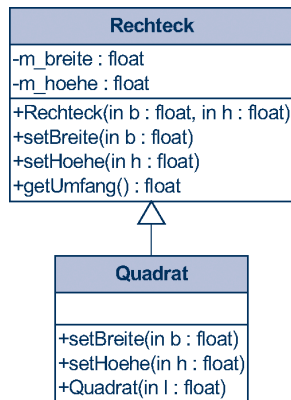 Rechteck
-m_breite : float
-m_hoehe : float
+Rechteck(in b : float, in h : float)
+setBreite(in b : float)
+setHoehe(in h : float)
+getUmfang() : float
Quadrat
+setBreite(in b : float)
+setHoehe(in h : float)
+Quadrat(in l : float)